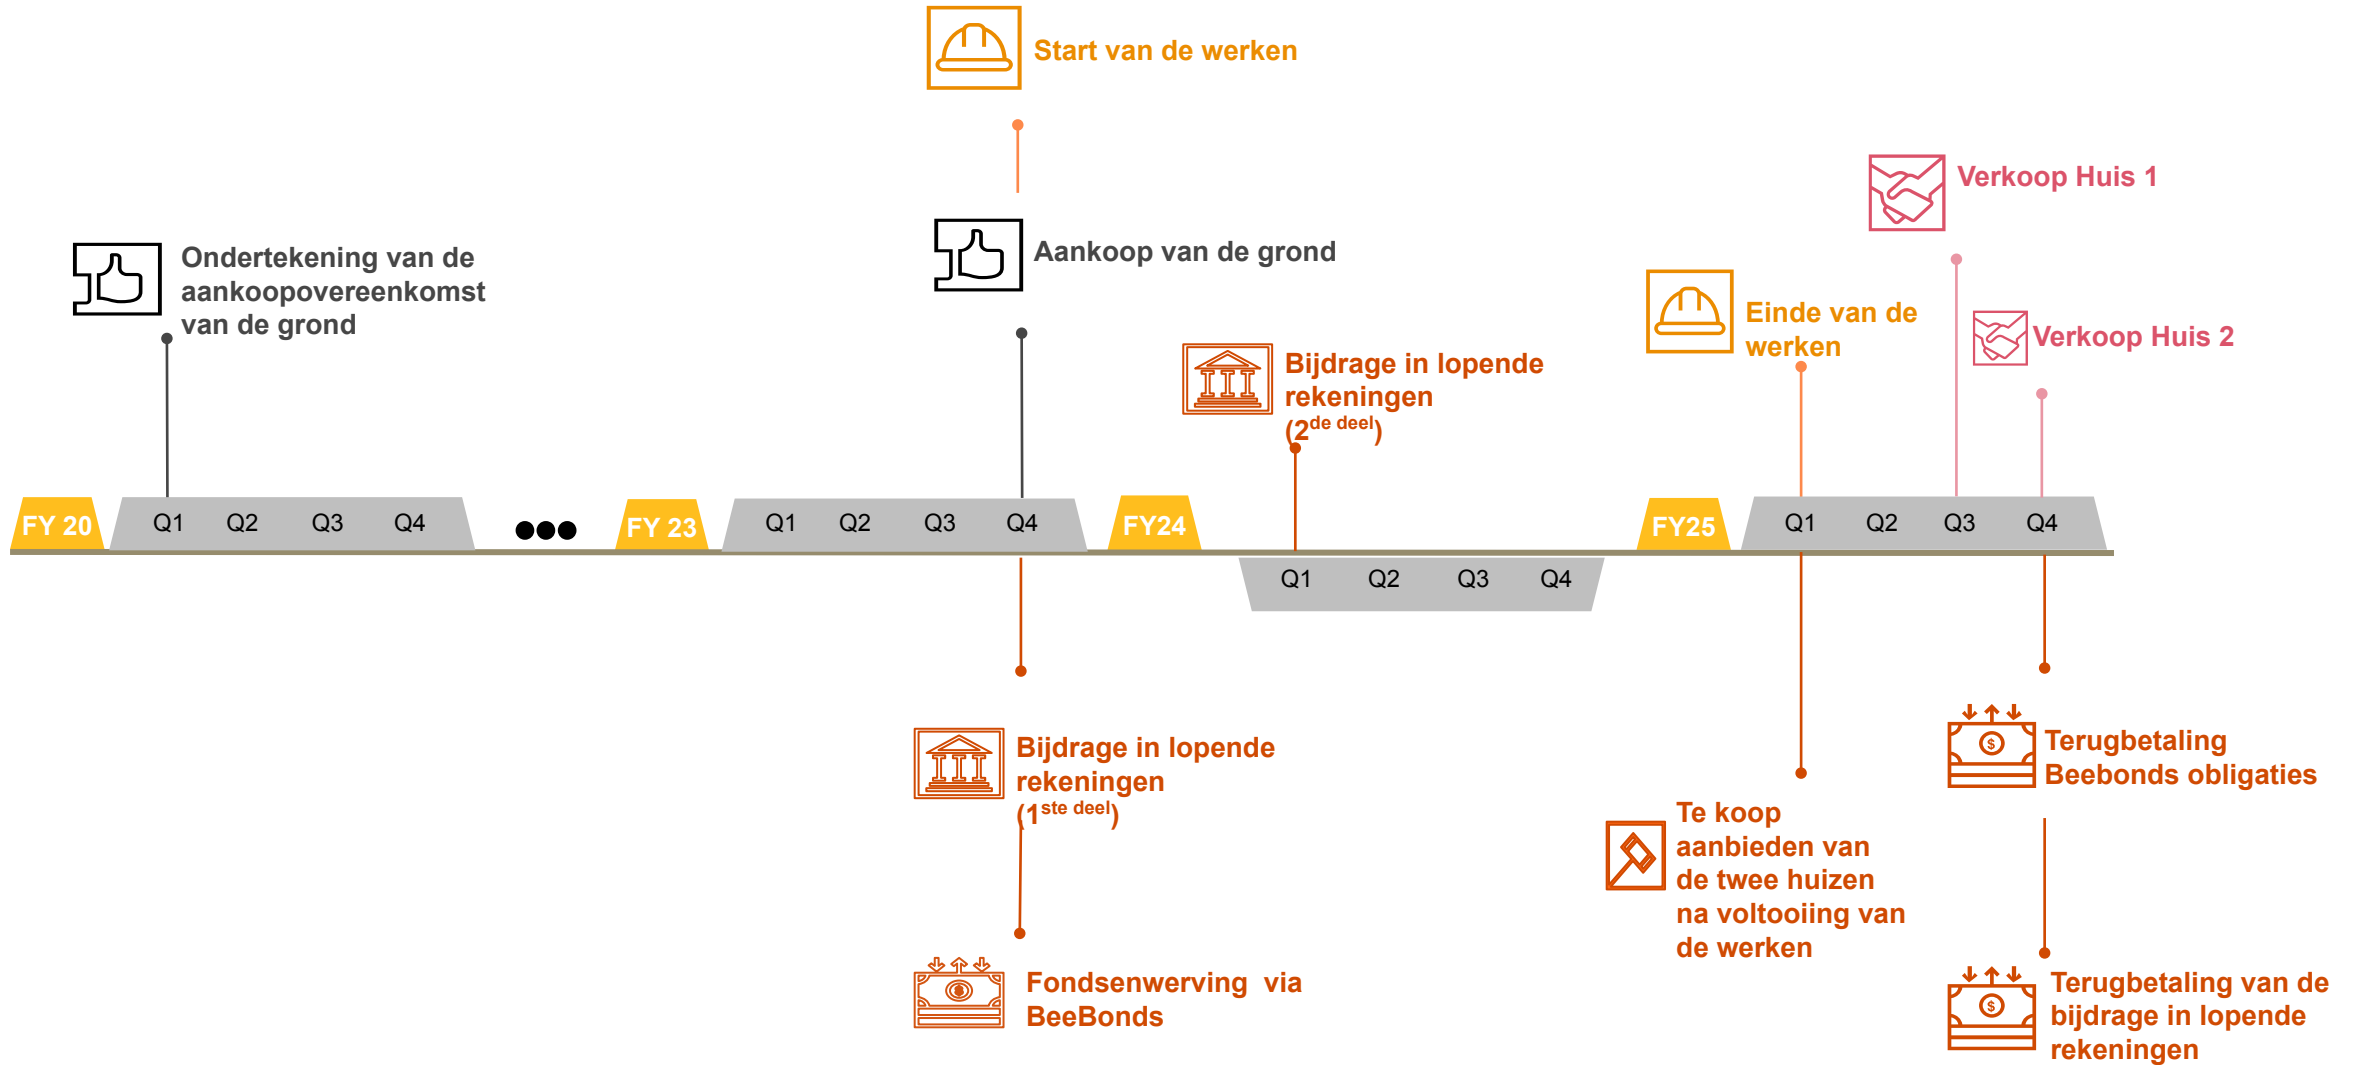 Start van de werken
Verkoop Huis 1
Ondertekening van de
aankoopovereenkomst
van de grond
Aankoop van de grond
Einde van de
werken
Verkoop Huis 2
Bijdrage in lopende
rekeningen
(2de deel)
FY 20 Q1 Q2 Q3 Q4
FY 23 Q1 Q2 Q3 Q4
FY24
Q1 Q2 Q3 Q4
FY25 Q1 Q2 Q3 Q4
Bijdrage in lopende
rekeningen
(1ste deel)
Fondsenwerving via
BeeBonds
Te koop
aanbieden van
de twee huizen
na voltooiing van
de werken
Terugbetaling
Beebonds obligaties
Terugbetaling van de
bijdrage in lopende
rekeningen